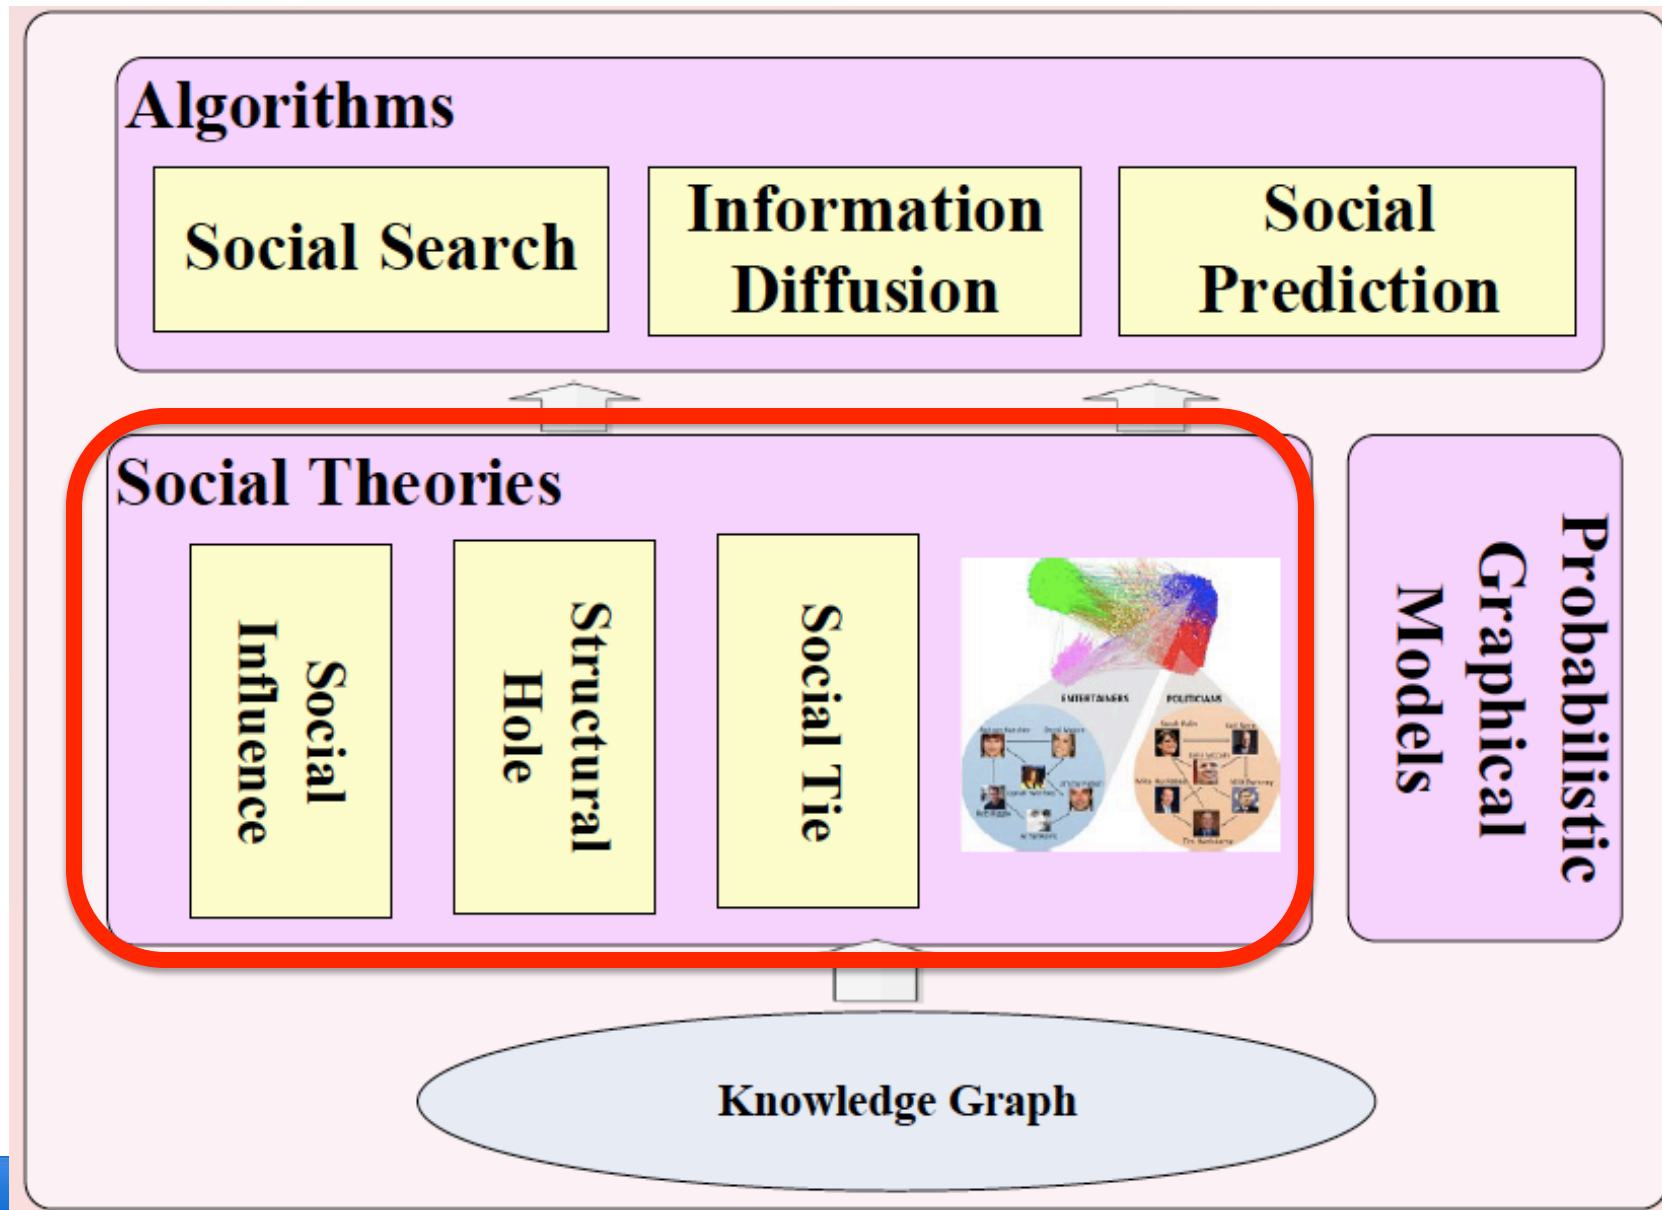 Algorithms
Social Search
Information
Diffusion
Social
Prediction
Social Theories
Social
Influence
Structural
Hole
Social Tie
ENTERTAINERS
POLITICIANS
Probabilistic
Graphical
Models
Knowledge Graph